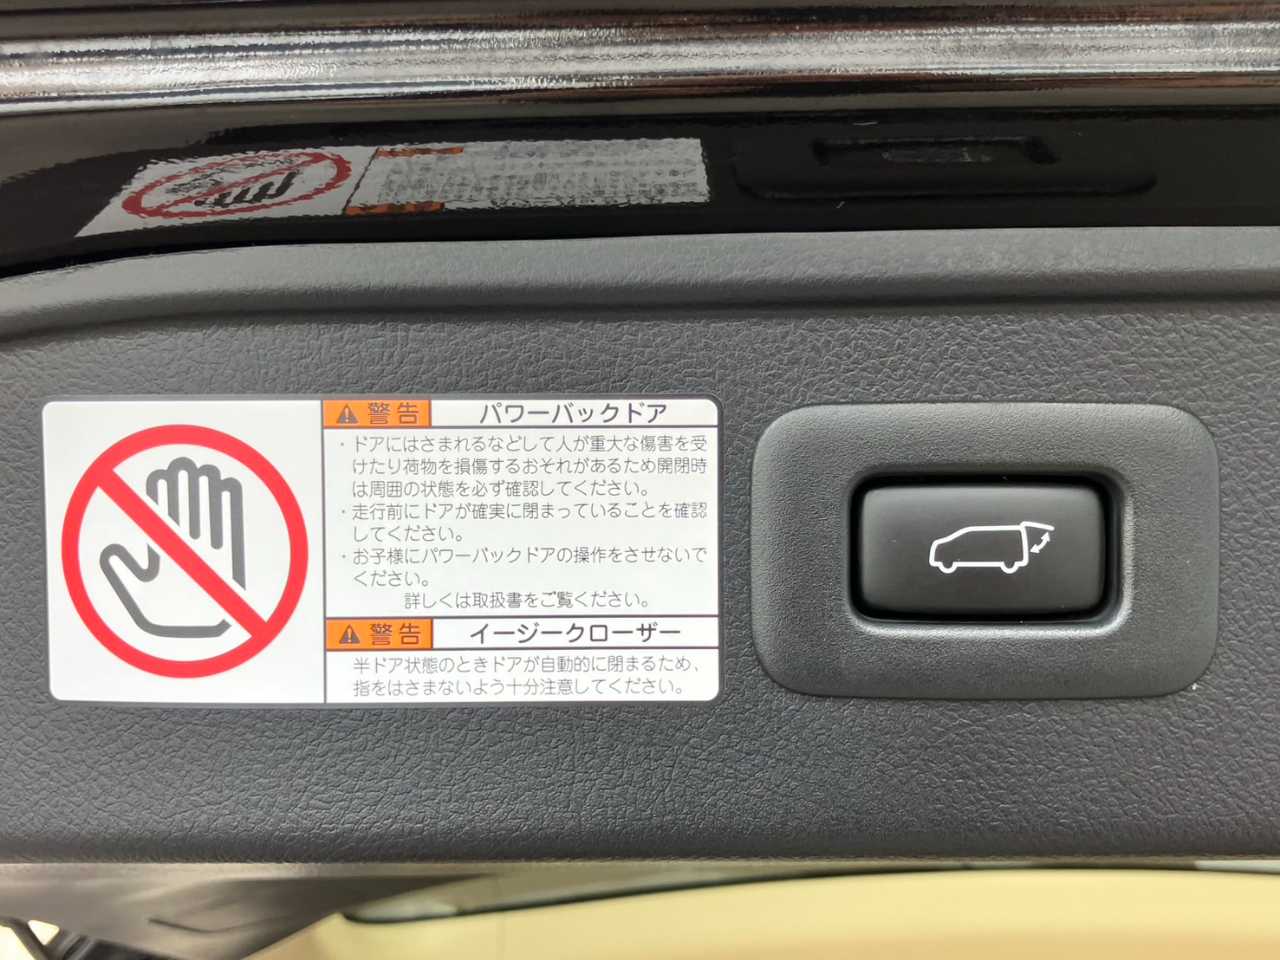 警告 パワーバックドア
・ドアにはさまれるなどして人が重大な傷害を受
けたり荷物を損傷するおそれがあるため開閉時
は周囲の状態を必ず確認してください。
・走行前にドアが確実に閉まっていることを確認
してください。
・お子様にパワーバックドアの操作をさせないで
ください。
詳しくは取扱書をご覧ください。
警告 イージークローザー
半ドア状態のときドアが自動的に閉まるため、
指をはさまないよう十分注意してください。